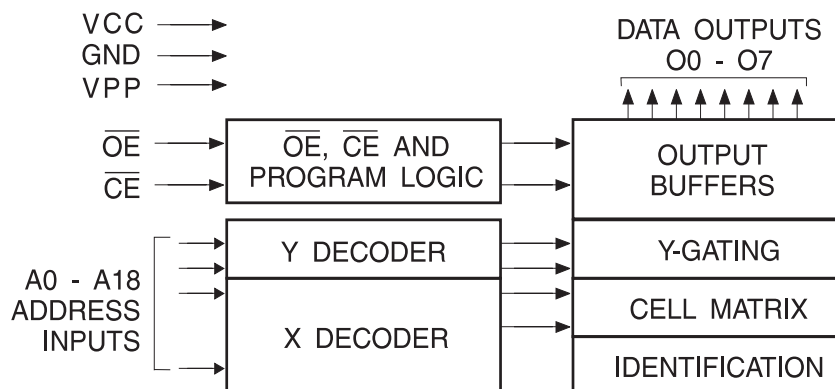 VCC
GND
VPP
OE
CE
OE, CE AND
PROGRAM LOGIC
A0 - A18
ADDRESS
INPUTS
Y DECODER
X DECODER
DATA OUTPUTS
O0 - O7
OUTPUT
BUFFERS
Y-GATING
CELL MATRIX
IDENTIFICATION